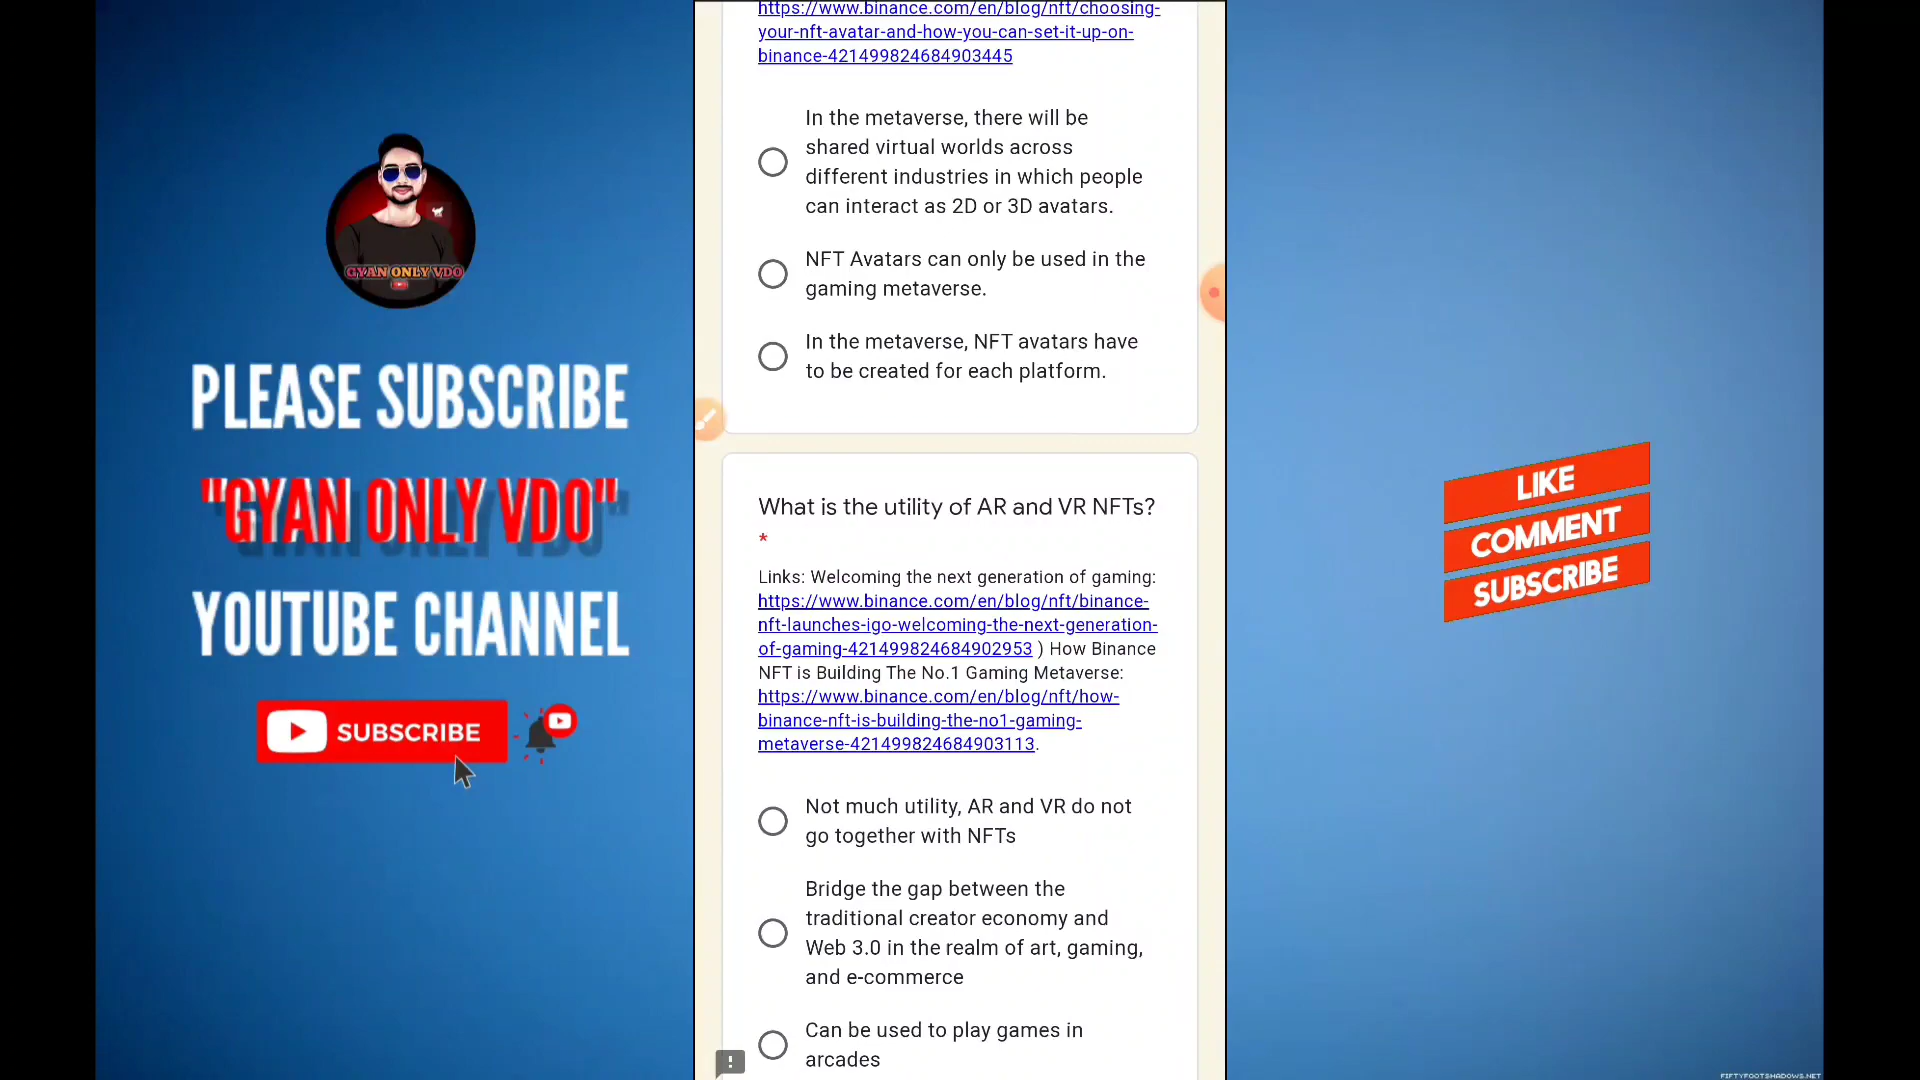 GYAN ONLY VDO
PLEASE SUBSCRIBE
"GYAN ONLY VDO"
YOUTUBE CHANNEL
SUBSCRIBE
https://www.binance.com/en/blog/nft/choosing-
your-nft-avatar-and-how-you-can-set-it-up-on-
binance-421499824684903445
In the metaverse, there will be
shared virtual worlds across
different industries in which people
can interact as 2D or 3D avatars.
NFT Avatars can only be used in the
gaming metaverse.
In the metaverse, NFT avatars have
to be created for each platform.
What is the utility of AR and VR NFTs?
*
Links: Welcoming the next generation of gaming:
https://www.binance.com/en/blog/nft/binance-
nft-launches-igo-welcoming-the-next-generation-
of-gaming-421499824684902953 ) How Binance
NFT is Building The No.1 Gaming Metaverse:
https://www.binance.com/en/blog/nft/how-
binance-nft-is-building-the-no1-gaming-
metaverse-421499824684903113.
Not much utility, AR and VR do not
go together with NFTs
Bridge the gap between the
traditional creator economy and
Web 3.0 in the realm of art, gaming,
and e-commerce
Can be used to play games in
arcades
LIKE
COMMENT
SUBSCRIBE
FIFTYFOOTSHADOWS.NET